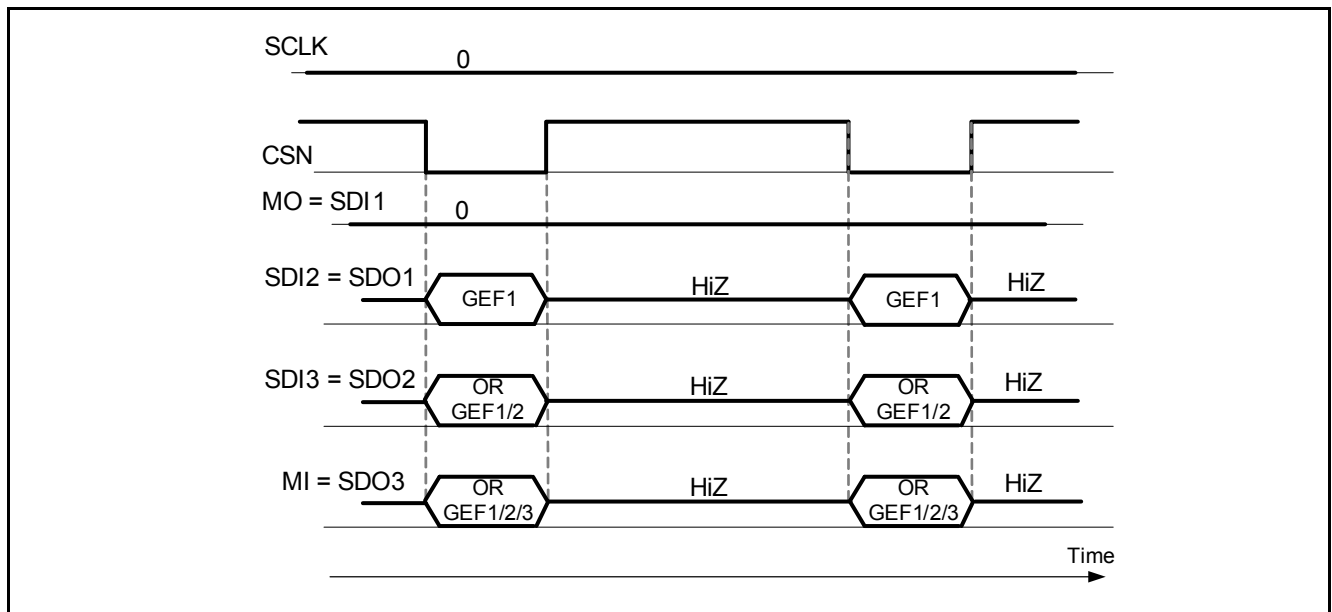 SCLK
0
CSN
MO = SDI1
0
SDI2 = SDO1
GEF1
HiZ
GEF1
HiZ
SDI3 = SDO2
OR
GEF1/2
HiZ
OR
GEF1/2
HiZ
MI = SDO3
OR
GEF1/2/3
HiZ
OR
GEF1/2/3
HiZ
Time